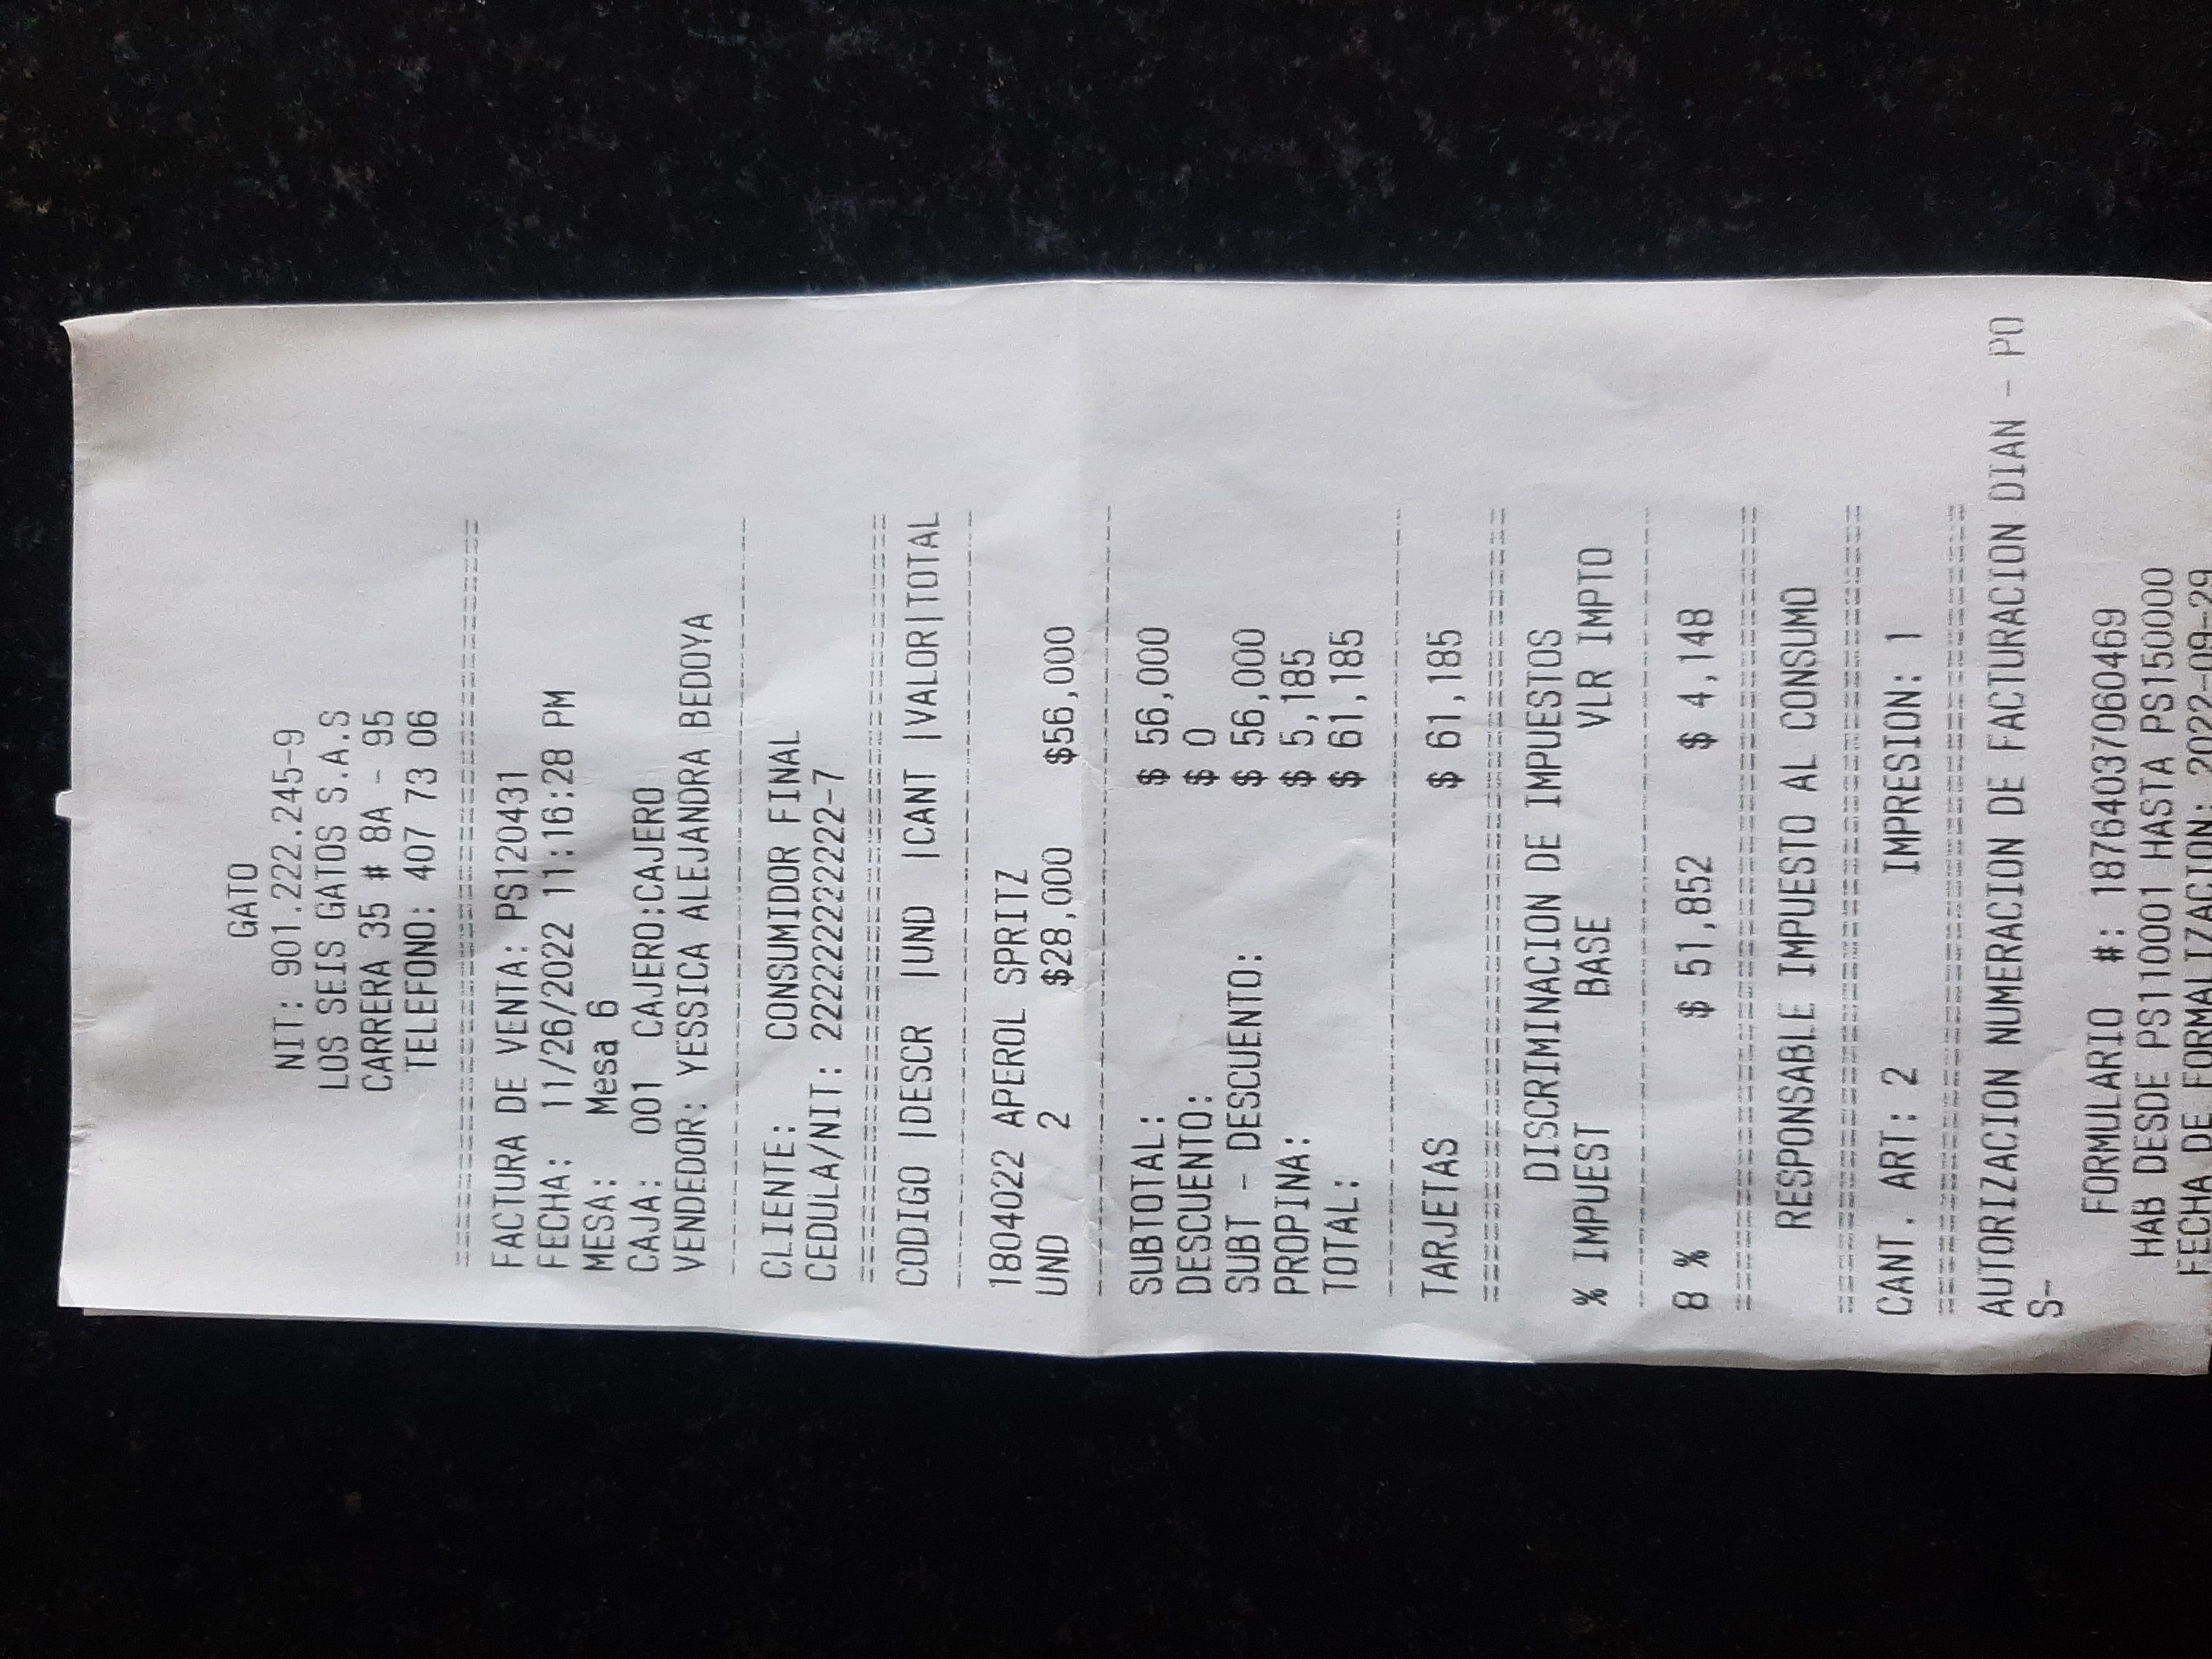 GATO
NIT: 901.222.245-9
LOS SEIS GATOS S.A.S
CARRERA 35 # 8A - 95
TELEFONO: 407 73 06
FACTURA DE VENTA: PS120431
FECHA: 11/26/2022 11:16:28 PM
MESA: Mesa 6
CAJA: 001 CAJERO:CAJERO
VENDEDOR: YESSICA ALEJANDRA BEDOYA
CLIENTE: CONSUMIDOR FINAL
CEDULA/NIT: 222222222222-7
CODIGO |DESCR |UND |CANT |VALOR|TOTAL
1804022 APEROL SPRITZ
UND 2 $28,000 $56,000
SUBTOTAL: $ 56,000
DESCUENTO: $ 0
SUBT - DESCUENTO: $ 56,000
PROPINA: $ 5,185
TOTAL: $ 61,185
TARJETAS $ 61,185
DISCRIMINACION DE IMPUESTOS
% IMPUEST BASE VLR IMPTO
8 % $ 51,852 $ 4,148
RESPONSABLE IMPUESTO AL CONSUMO
CANT. ART: 2 IMPRESION: 1
AUTORIZACION NUMERACION DE FACTURACION DIAN - PO
S-
FORMULARIO #: 18764037060469
HAB DESDE PS110001 HASTA PS150000
FECHA DE FORMALIZACION: 2022-09-29